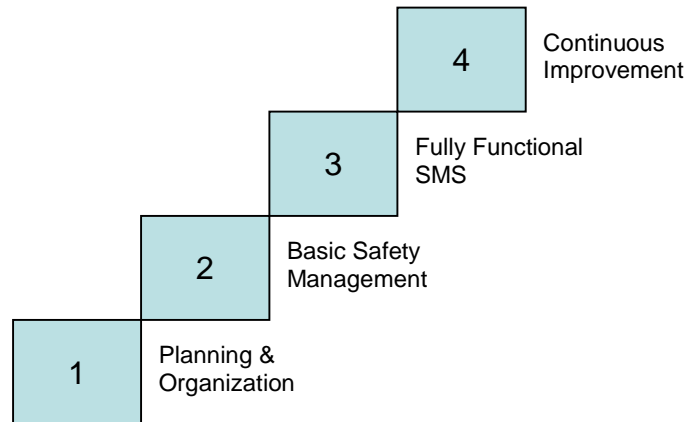 4
Continuous
Improvement
3
Fully Functional
SMS
2
Basic Safety
Management
1
Planning &
Organization